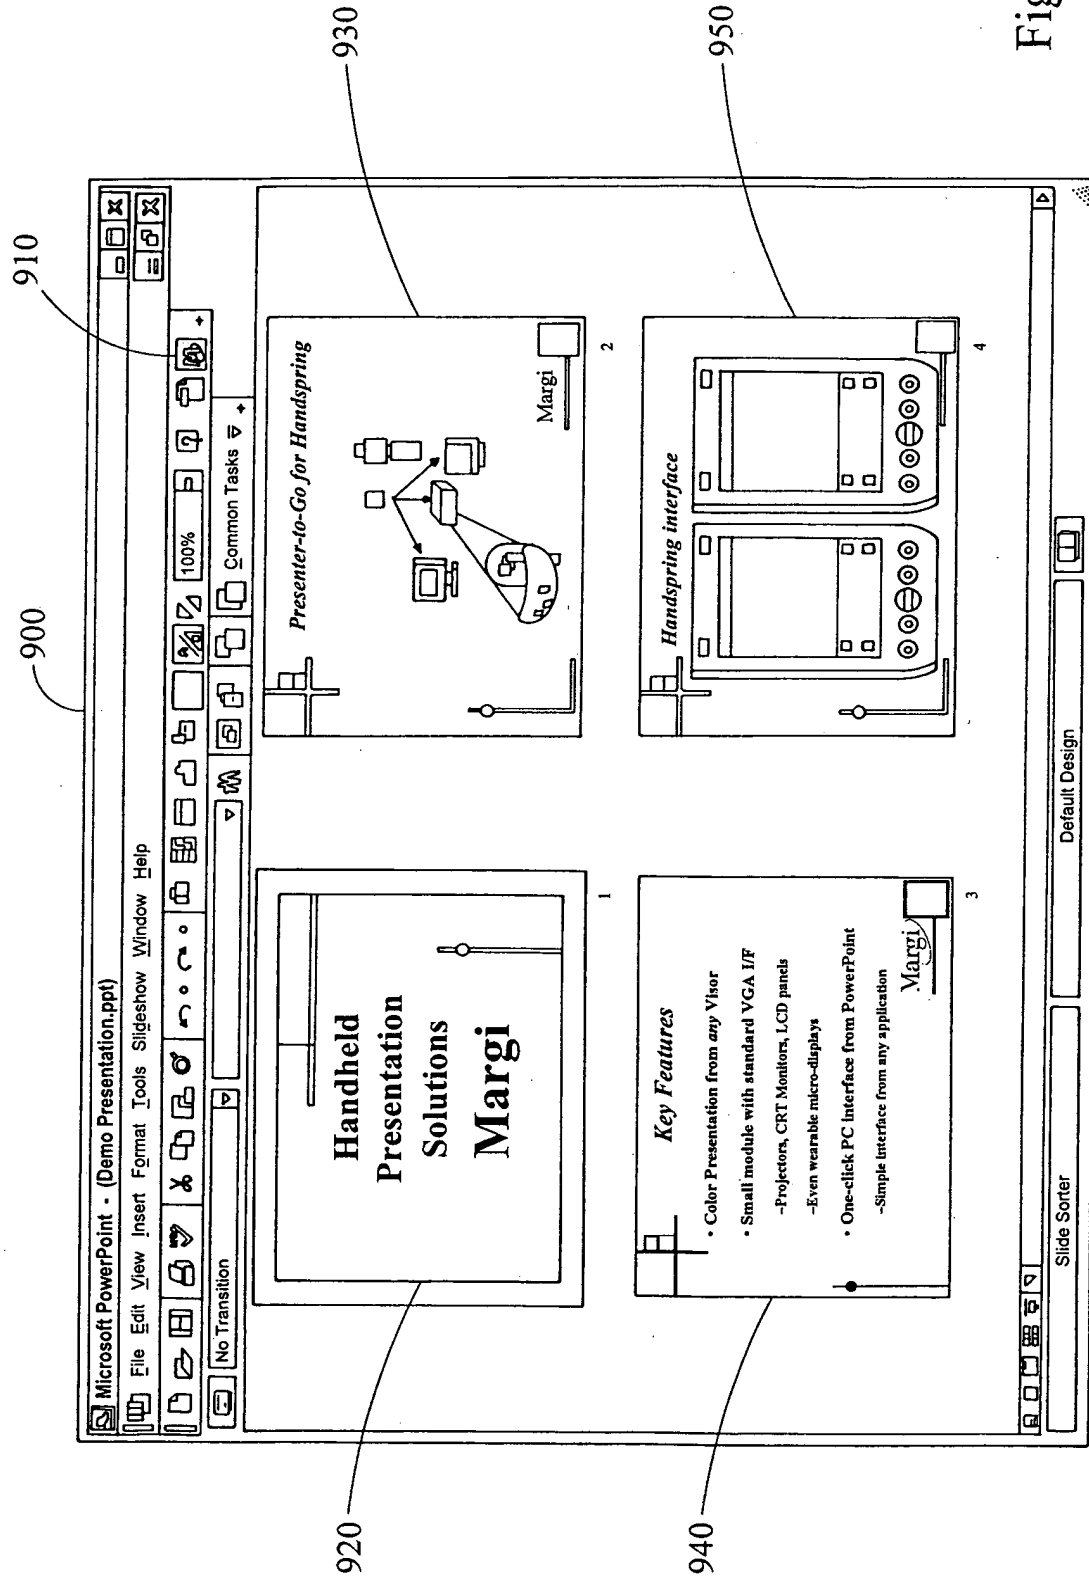 900
910
Microsoft PowerPoint - (Demo Presentation.ppt)
File Edit View Insert Format Tools Slideshow Window Help
100%
No Transition
Common Tasks
920
Handheld
Presentation
Solutions
Margi
1
930
Presenter-to-Go for Handspring
Margi
2
940
Key Features
• Color Presentation from any Visor
• Small module with standard VGA I/F
-Projectors, CRT Monitors, LCD panels
-Even wearable micro-displays
• One-click PC Interface from PowerPoint
-Simple interface from any application
Margi
3
950
Handspring interface
4
Slide Sorter
Default Design
Fig